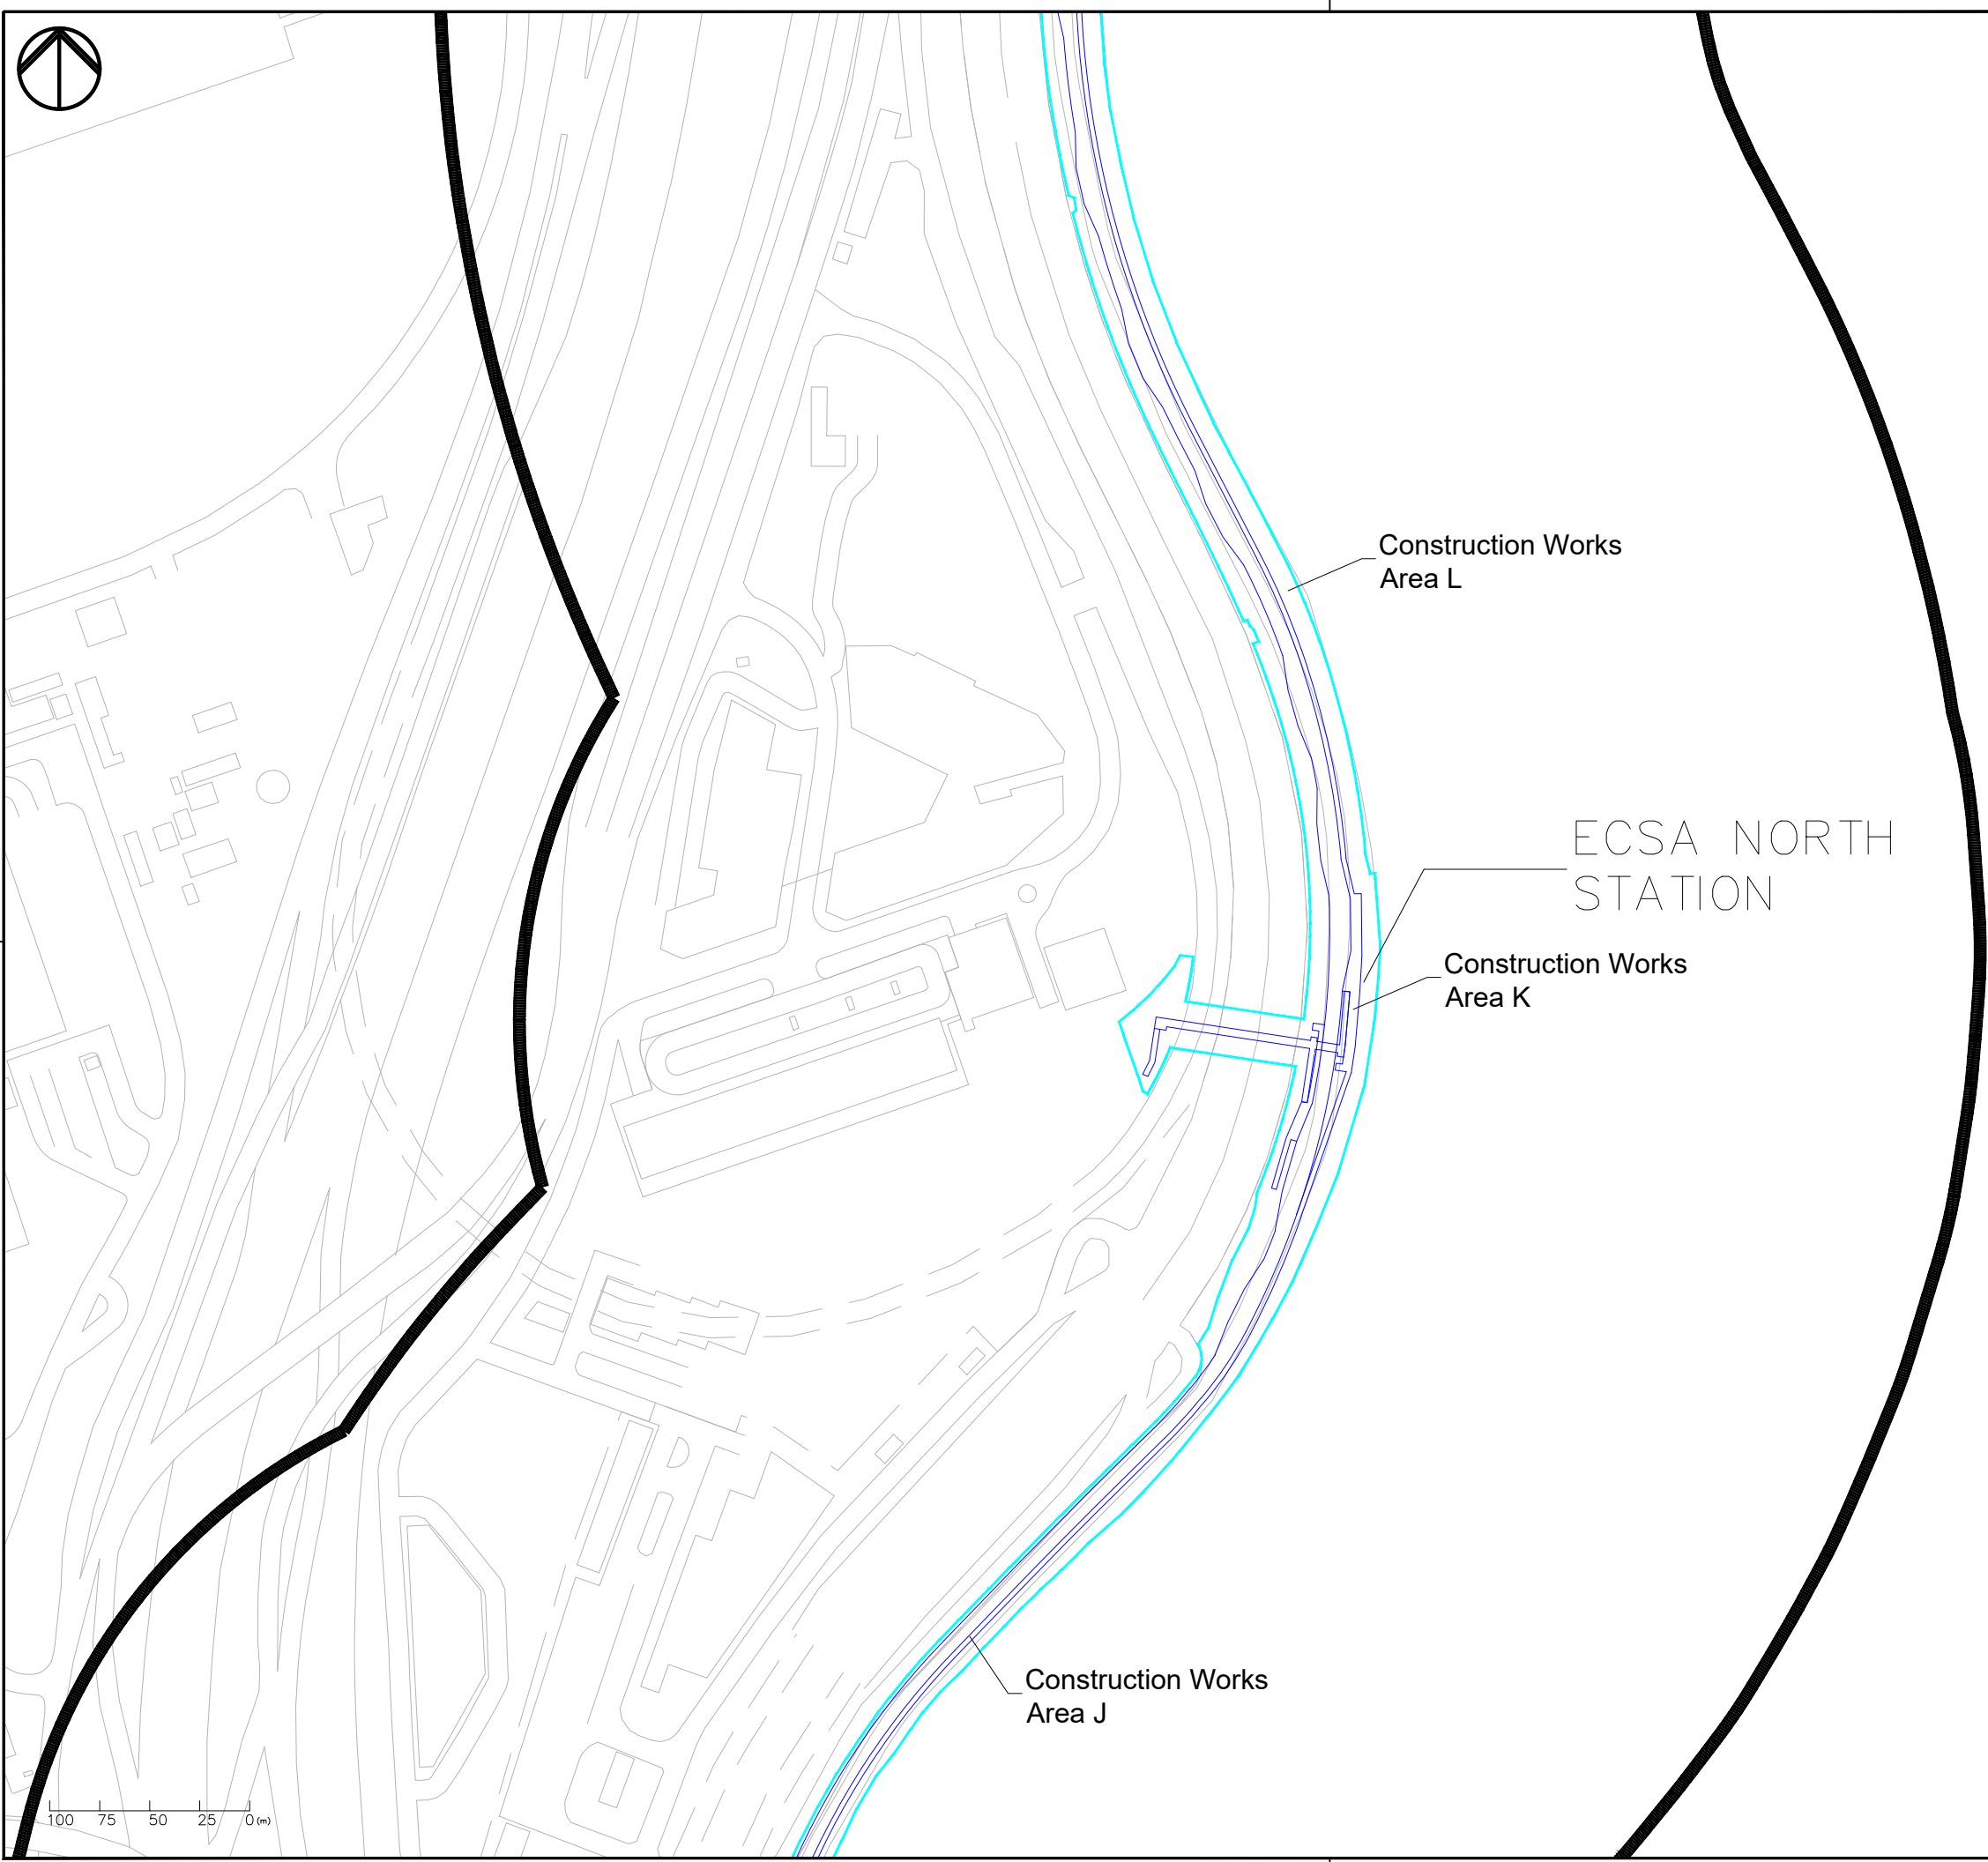 Construction Works
Area L
ECSA NORTH
STATION
Construction Works
Area K
Construction Works
Area J
100 75 50 25 0 (m)